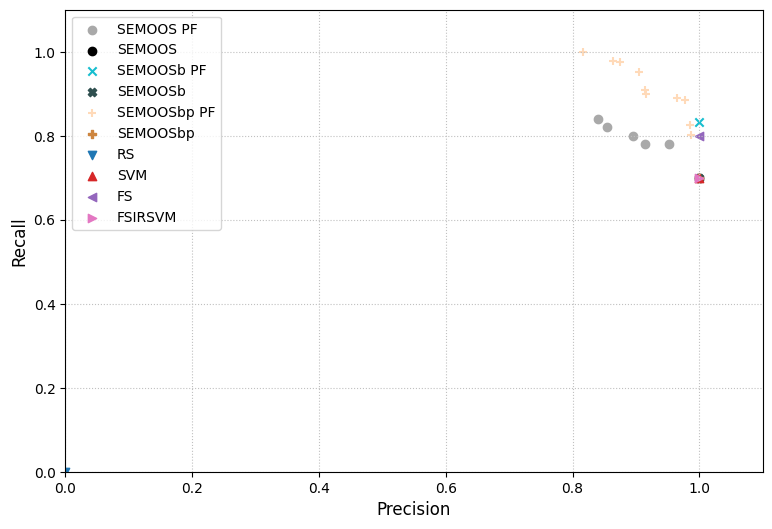 SEMOOS PF
SEMOOS
SEMOOSb PF
SEMOOSb
SEMOOSbp PF
SEMOOSbp
RS
SVM
FS
FSIRSVM
1.0
0.8
0.6
0.4
0.2
0.0
Recall
0.0 0.2 0.4 0.6 0.8 1.0
Precision